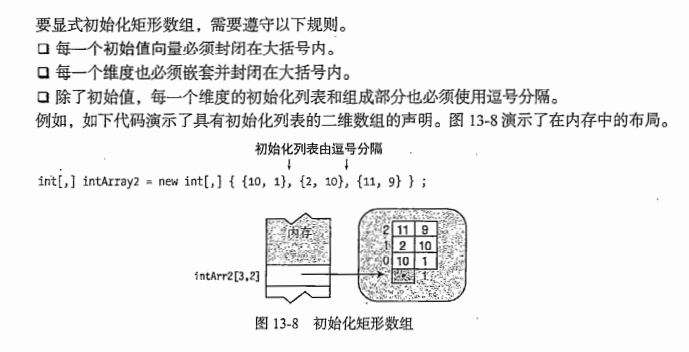 要显式初始化矩形数组，需要遵守以下规则。
❑ 每一个初始值向量必须封闭在大括号内。
❑ 每一个维度也必须嵌套并封闭在大括号内。
❑ 除了初始值，每一个维度的初始化列表和组成部分也必须使用逗号分隔。
例如，如下代码演示了具有初始化列表的二维数组的声明。图 13-8演示了在内存中的布局。
初始化列表由逗号分隔
int[,] intArray2 = new int[,] { {10, 1}, {2, 10}, {11, 9} } ;
内存
2 11 9
1 2 10
0 10 1
1
intArr2[3,2]
图 13-8 初始化矩形数组